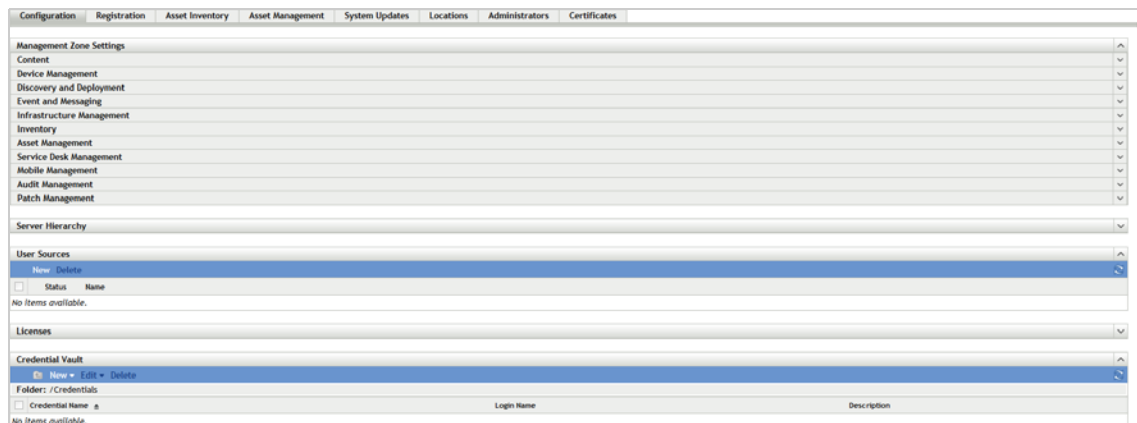 Configuration Registration Asset Inventory Asset Management System Updates Locations Administrators Certificates
Management Zone Settings
Content
Device Management
Discovery and Deployment
Event and Messaging
Infrastructure Management
Inventory
Asset Management
Service Desk Management
Mobile Management
Audit Management
Patch Management
Server Hierarchy
User Sources
New Delete
Status Name
No items available.
Licenses
Credential Vault
New Edit Delete
Folder: /Credentials
Credential Name Login Name Description
No items available.